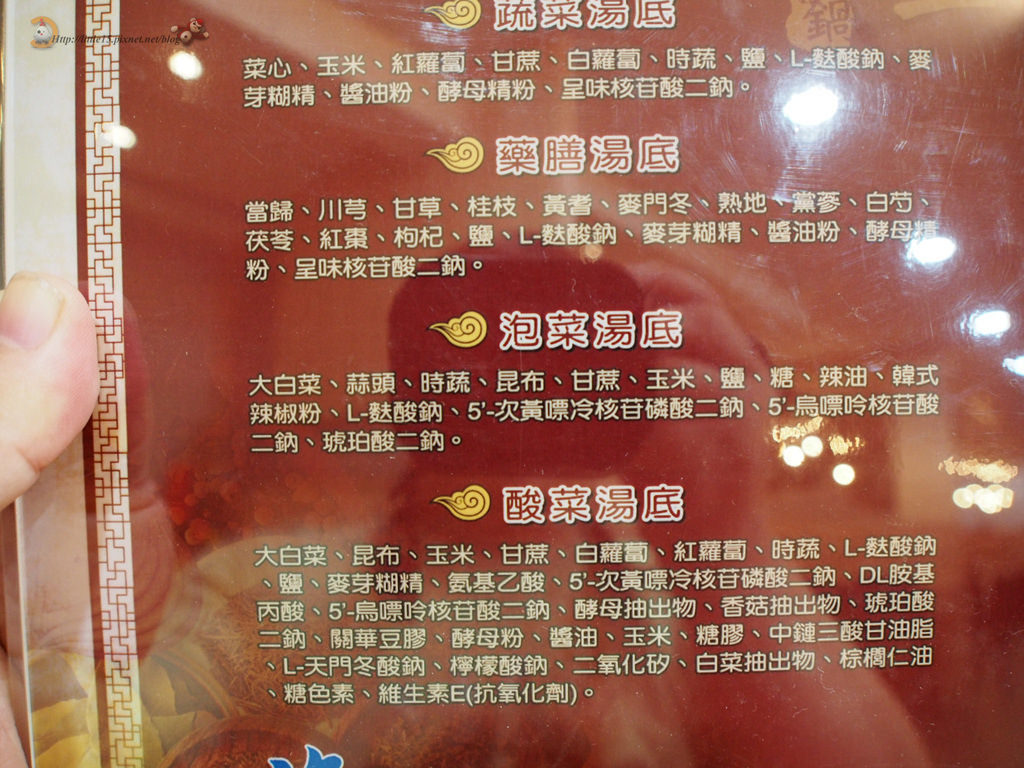 Http://little15.pixnet.net/blog
鍋
蔬菜湯底
菜心、玉米、紅蘿蔔、甘蔗、白蘿蔔、時蔬、鹽、L-麩酸鈉、麥
芽糊精、醬油粉、酵母精粉、呈味核苷酸二鈉。
藥膳湯底
當歸、川芎、甘草、桂枝、黃耆、麥門冬、熟地、黨蔘、白芍、
茯苓、紅棗、枸杞、鹽、L-麩酸鈉、麥芽糊精、醬油粉、酵母精
粉、呈味核苷酸二鈉。
泡菜湯底
大白菜、蒜頭、時蔬、昆布、甘蔗、玉米、鹽、糖、辣油、韓式
辣椒粉、L-麩酸鈉、5'-次黃嘌冷核苷磷酸二鈉、5'-烏嘌呤核苷酸
二鈉、琥珀酸二鈉。
酸菜湯底
大白菜、昆布、玉米、甘蔗、白蘿蔔、紅蘿蔔、時蔬、L-麩酸鈉
、鹽、麥芽糊精、氨基乙酸、5'-次黃嘌冷核苷磷酸二鈉、DL胺基
丙酸、5'-烏嘌呤核苷酸二鈉、酵母抽出物、香菇抽出物、琥珀酸
二鈉、關華豆膠、酵母粉、醬油、玉米、糖膠、中鏈三酸甘油脂
、L-天門冬酸鈉、檸檬酸鈉、二氧化矽、白菜抽出物、棕櫚仁油
、糖色素、維生素E(抗氧化劑)。